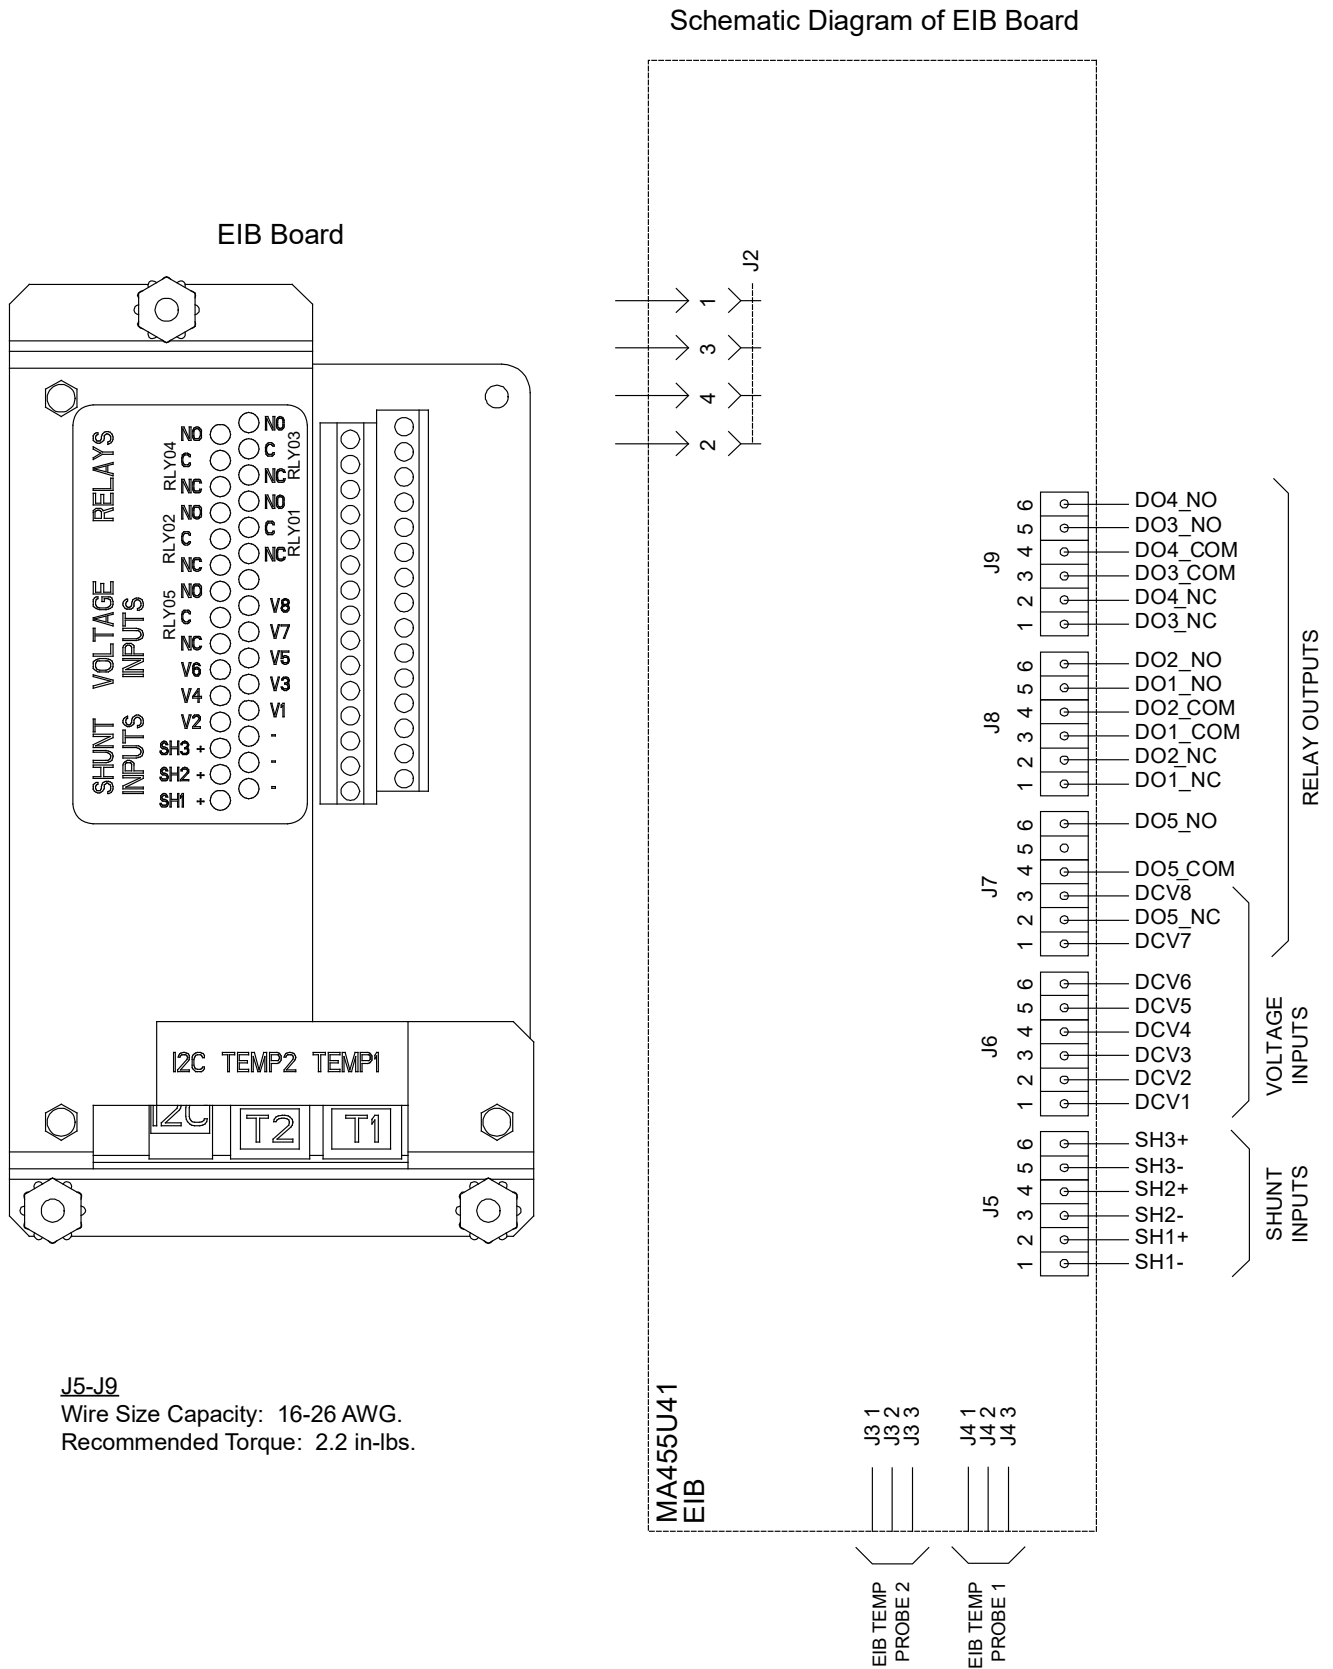 Schematic Diagram of EIB Board
EIB Board
RELAYS
VOLTAGE
INPUTS
SHUNT
INPUTS
RLY04
RLY02
RLY05
NO
C
NC
NO
C
NC
NO
C
NC
V6
V4
V2
SH3 +
SH2 +
SH1 +
NO
C
NC
NO
C
NC
V8
V7
V5
V3
V1
-
-
-
RLY03
RLY01
I2C TEMP2 TEMP1
I2C
T2
T1
J5-J9
Wire Size Capacity: 16-26 AWG.
Recommended Torque: 2.2 in-lbs.
J2
1
3
4
2
J9
6 DO4_NO
5 DO3_NO
4 DO4_COM
3 DO3_COM
2 DO4_NC
1 DO3_NC
J8
6 DO2_NO
5 DO1_NO
4 DO2_COM
3 DO1_COM
2 DO2_NC
1 DO1_NC
J7
6 DO5_NO
5
4 DO5_COM
3 DCV8
2 DO5_NC
1 DCV7
RELAY OUTPUTS
J6
6 DCV6
5 DCV5
4 DCV4
3 DCV3
2 DCV2
1 DCV1
VOLTAGE
INPUTS
J5
6 SH3+
5 SH3-
4 SH2+
3 SH2-
2 SH1+
1 SH1-
SHUNT
INPUTS
MA455U41
EIB
J3 1
J3 2
J3 3
J4 1
J4 2
J4 3
EIB TEMP
PROBE 2
EIB TEMP
PROBE 1